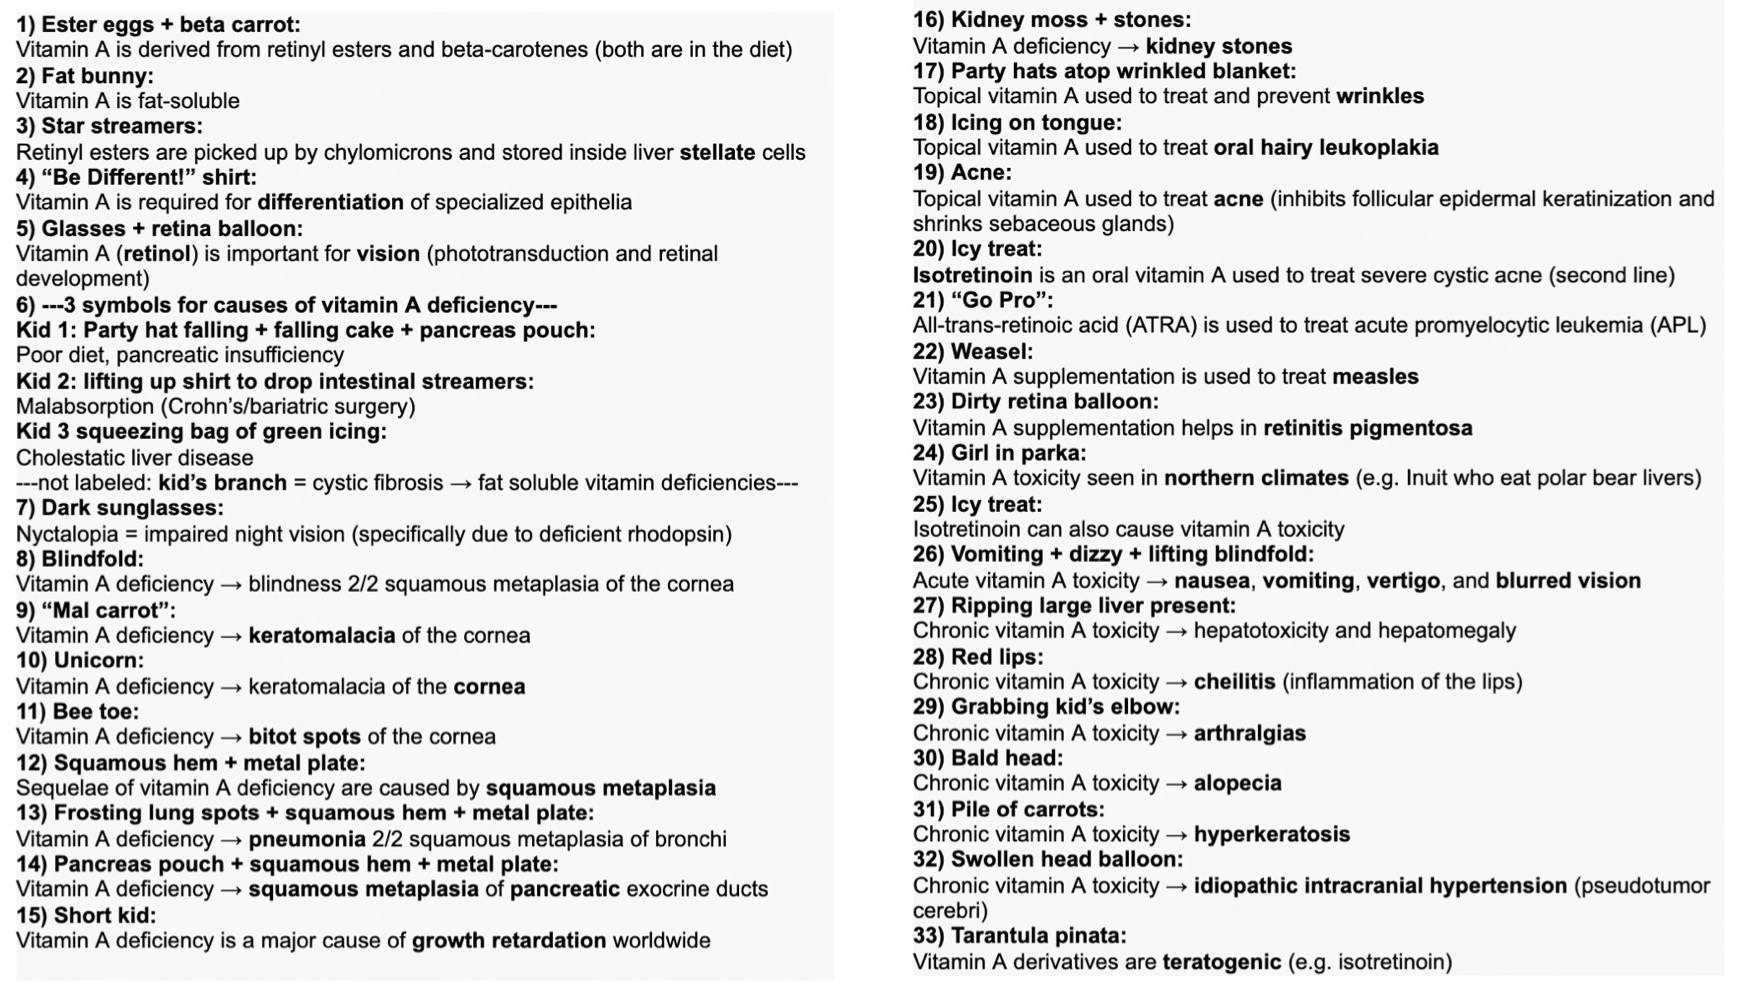 1) Ester eggs + beta carrot:
Vitamin A is derived from retinyl esters and beta-carotenes (both are in the diet)
2) Fat bunny:
Vitamin A is fat-soluble
3) Star streamers:
Retinyl esters are picked up by chylomicrons and stored inside liver stellate cells
4) “Be Different!” shirt:
Vitamin A is required for differentiation of specialized epithelia
5) Glasses + retina balloon:
Vitamin A (retinol) is important for vision (phototransduction and retinal
development)
6) ---3 symbols for causes of vitamin A deficiency---
Kid 1: Party hat falling + falling cake + pancreas pouch:
Poor diet, pancreatic insufficiency
Kid 2: lifting up shirt to drop intestinal streamers:
Malabsorption (Crohn’s/bariatric surgery)
Kid 3 squeezing bag of green icing:
Cholestatic liver disease
---not labeled: kid’s branch = cystic fibrosis → fat soluble vitamin deficiencies---
7) Dark sunglasses:
Nyctalopia = impaired night vision (specifically due to deficient rhodopsin)
8) Blindfold:
Vitamin A deficiency → blindness 2/2 squamous metaplasia of the cornea
9) “Mal carrot”:
Vitamin A deficiency → keratomalacia of the cornea
10) Unicorn:
Vitamin A deficiency → keratomalacia of the cornea
11) Bee toe:
Vitamin A deficiency → bitot spots of the cornea
12) Squamous hem + metal plate:
Sequelae of vitamin A deficiency are caused by squamous metaplasia
13) Frosting lung spots + squamous hem + metal plate:
Vitamin A deficiency → pneumonia 2/2 squamous metaplasia of bronchi
14) Pancreas pouch + squamous hem + metal plate:
Vitamin A deficiency → squamous metaplasia of pancreatic exocrine ducts
15) Short kid:
Vitamin A deficiency is a major cause of growth retardation worldwide
16) Kidney moss + stones:
Vitamin A deficiency → kidney stones
17) Party hats atop wrinkled blanket:
Topical vitamin A used to treat and prevent wrinkles
18) Icing on tongue:
Topical vitamin A used to treat oral hairy leukoplakia
19) Acne:
Topical vitamin A used to treat acne (inhibits follicular epidermal keratinization and
shrinks sebaceous glands)
20) Icy treat:
Isotretinoin is an oral vitamin A used to treat severe cystic acne (second line)
21) “Go Pro”:
All-trans-retinoic acid (ATRA) is used to treat acute promyelocytic leukemia (APL)
22) Weasel:
Vitamin A supplementation is used to treat measles
23) Dirty retina balloon:
Vitamin A supplementation helps in retinitis pigmentosa
24) Girl in parka:
Vitamin A toxicity seen in northern climates (e.g. Inuit who eat polar bear livers)
25) Icy treat:
Isotretinoin can also cause vitamin A toxicity
26) Vomiting + dizzy + lifting blindfold:
Acute vitamin A toxicity → nausea, vomiting, vertigo, and blurred vision
27) Ripping large liver present:
Chronic vitamin A toxicity → hepatotoxicity and hepatomegaly
28) Red lips:
Chronic vitamin A toxicity → cheilitis (inflammation of the lips)
29) Grabbing kid’s elbow:
Chronic vitamin A toxicity → arthralgias
30) Bald head:
Chronic vitamin A toxicity → alopecia
31) Pile of carrots:
Chronic vitamin A toxicity → hyperkeratosis
32) Swollen head balloon:
Chronic vitamin A toxicity → idiopathic intracranial hypertension (pseudotumor
cerebri)
33) Tarantula pinata:
Vitamin A derivatives are teratogenic (e.g. isotretinoin)